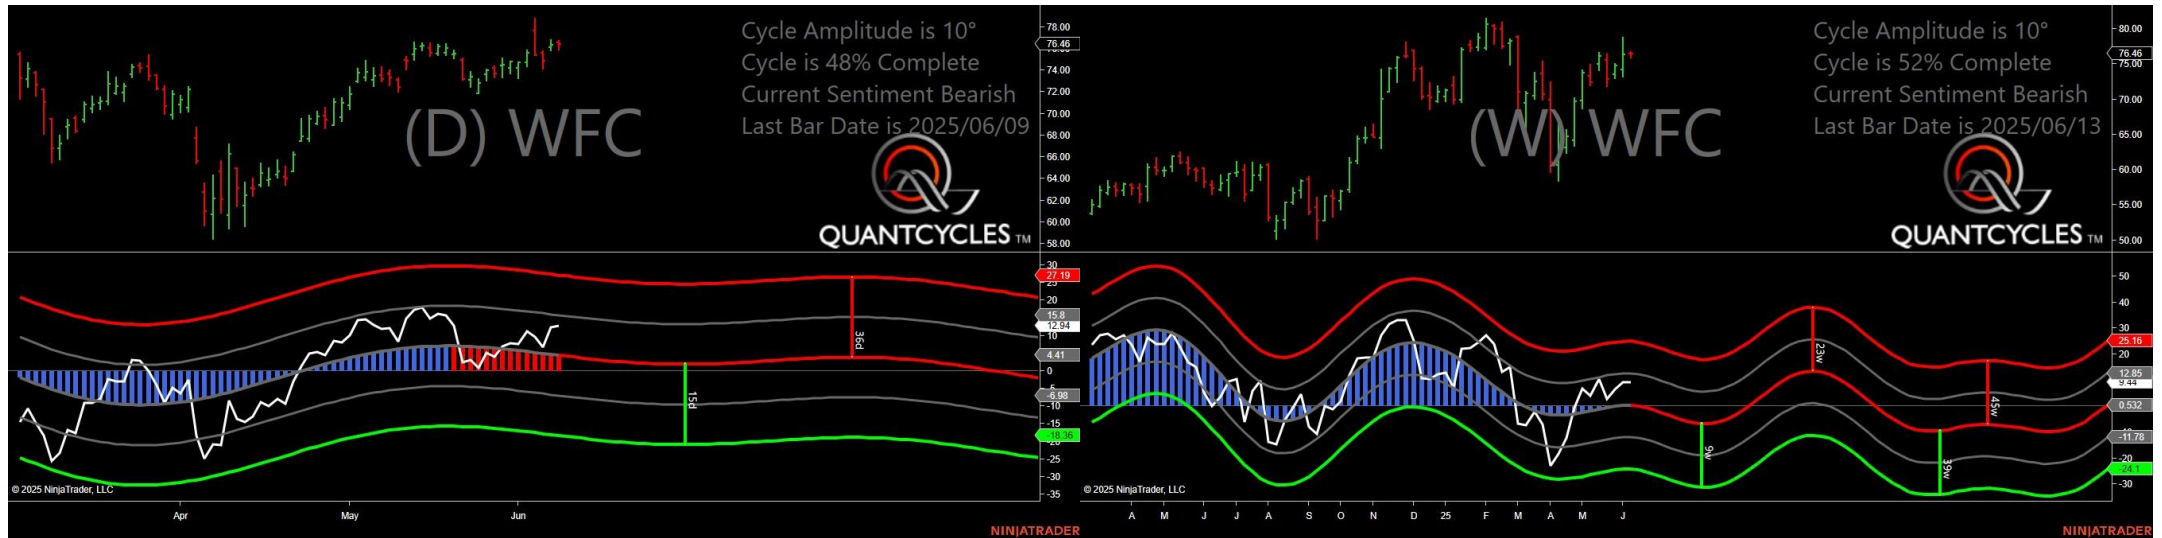 Cycle Amplitude is 10°
Cycle is 48% Complete
Current Sentiment Bearish
Last Bar Date is 2025/06/09
(D) WFC
QUANTCYCLES TM
78.00
76.46
74.00
72.00
70.00
68.00
66.00
64.00
62.00
60.00
58.00
30
27.19
25
20
15.8
12.94
10
4.41
0
-5
-6.98
-10
-15
-18.36
-20
-25
-30
-35
36d
15d
© 2025 NinjaTrader, LLC
Apr
May
Jun
NINJATRADER
Cycle Amplitude is 10°
Cycle is 52% Complete
Current Sentiment Bearish
Last Bar Date is 2025/06/13
(W) WFC
QUANTCYCLES TM
80.00
76.46
75.00
70.00
65.00
60.00
55.00
50.00
50
40
30
25.16
20
12.85
9.44
0.532
-11.78
-20
-24.1
-30
23w
9w
45w
39w
© 2025 NinjaTrader, LLC
A
M
J
J
A
S
O
N
D
25
F
M
A
M
J
NINJATRADER